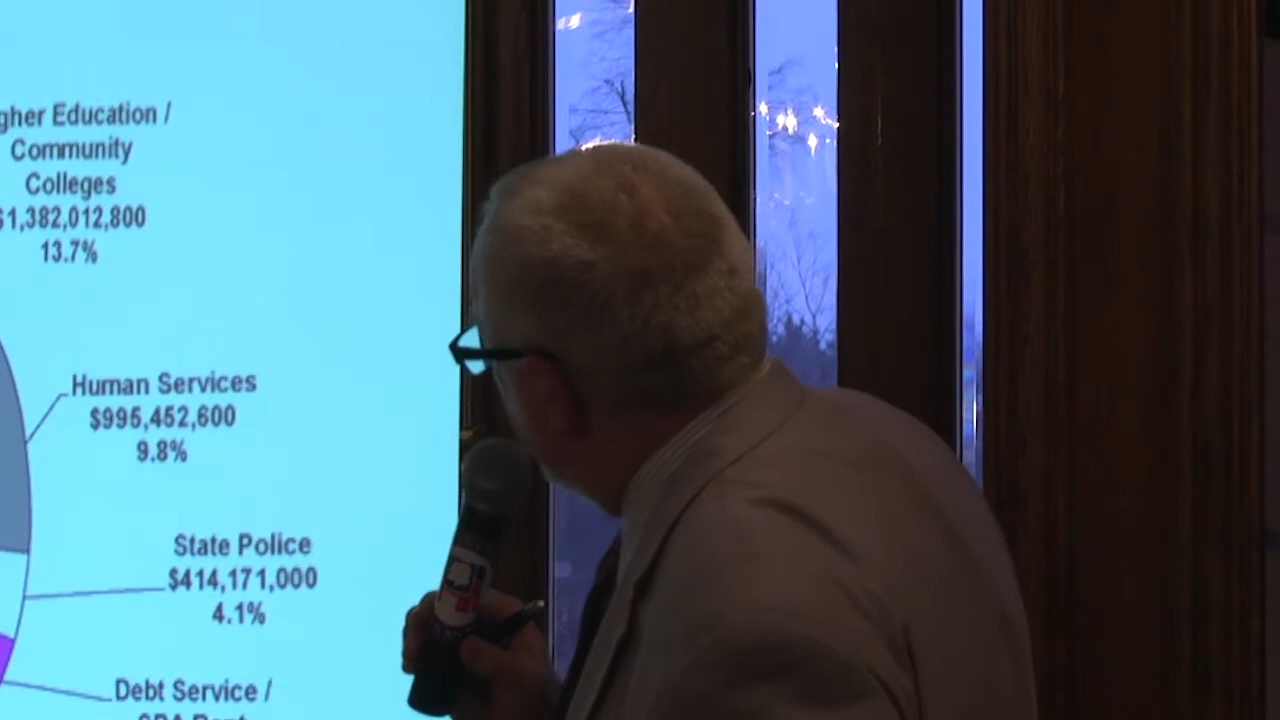 gher Education /
Community
Colleges
$1,382,012,800
13.7%
Human Services
$995,452,600
9.8%
State Police
$414,171,000
4.1%
Debt Service /